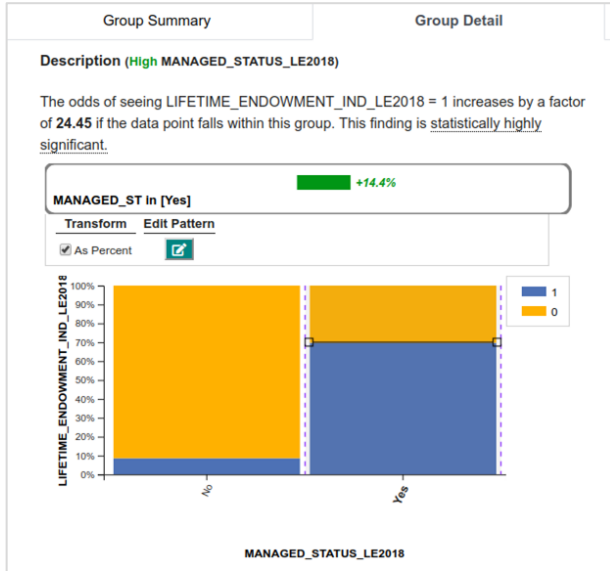 Group Summary
Group Detail
Description (High MANAGED_STATUS_LE2018)
The odds of seeing LIFETIME_ENDOWMENT_IND_LE2018 = 1 increases by a factor
of 24.45 if the data point falls within this group. This finding is statistically highly
significant.
+14.4%
MANAGED_ST In [Yes]
Transform Edit Pattern
As Percent
LIFETIME_ENDOWMENT_IND_LE2018
100%
90%
80%
70%
60%
50%
40%
30%
20%
10%
0%
1
0
No
Yes
MANAGED_STATUS_LE2018